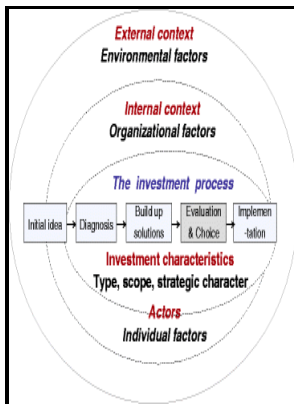 External context
Environmental factors
Internal context
Organizational factors
The investment process
Initial idea
Diagnosis
Build up
solutions
Evaluation
& Choice
Implemen
-tation
Investment characteristics
Type, scope, strategic character
Actors
Individual factors